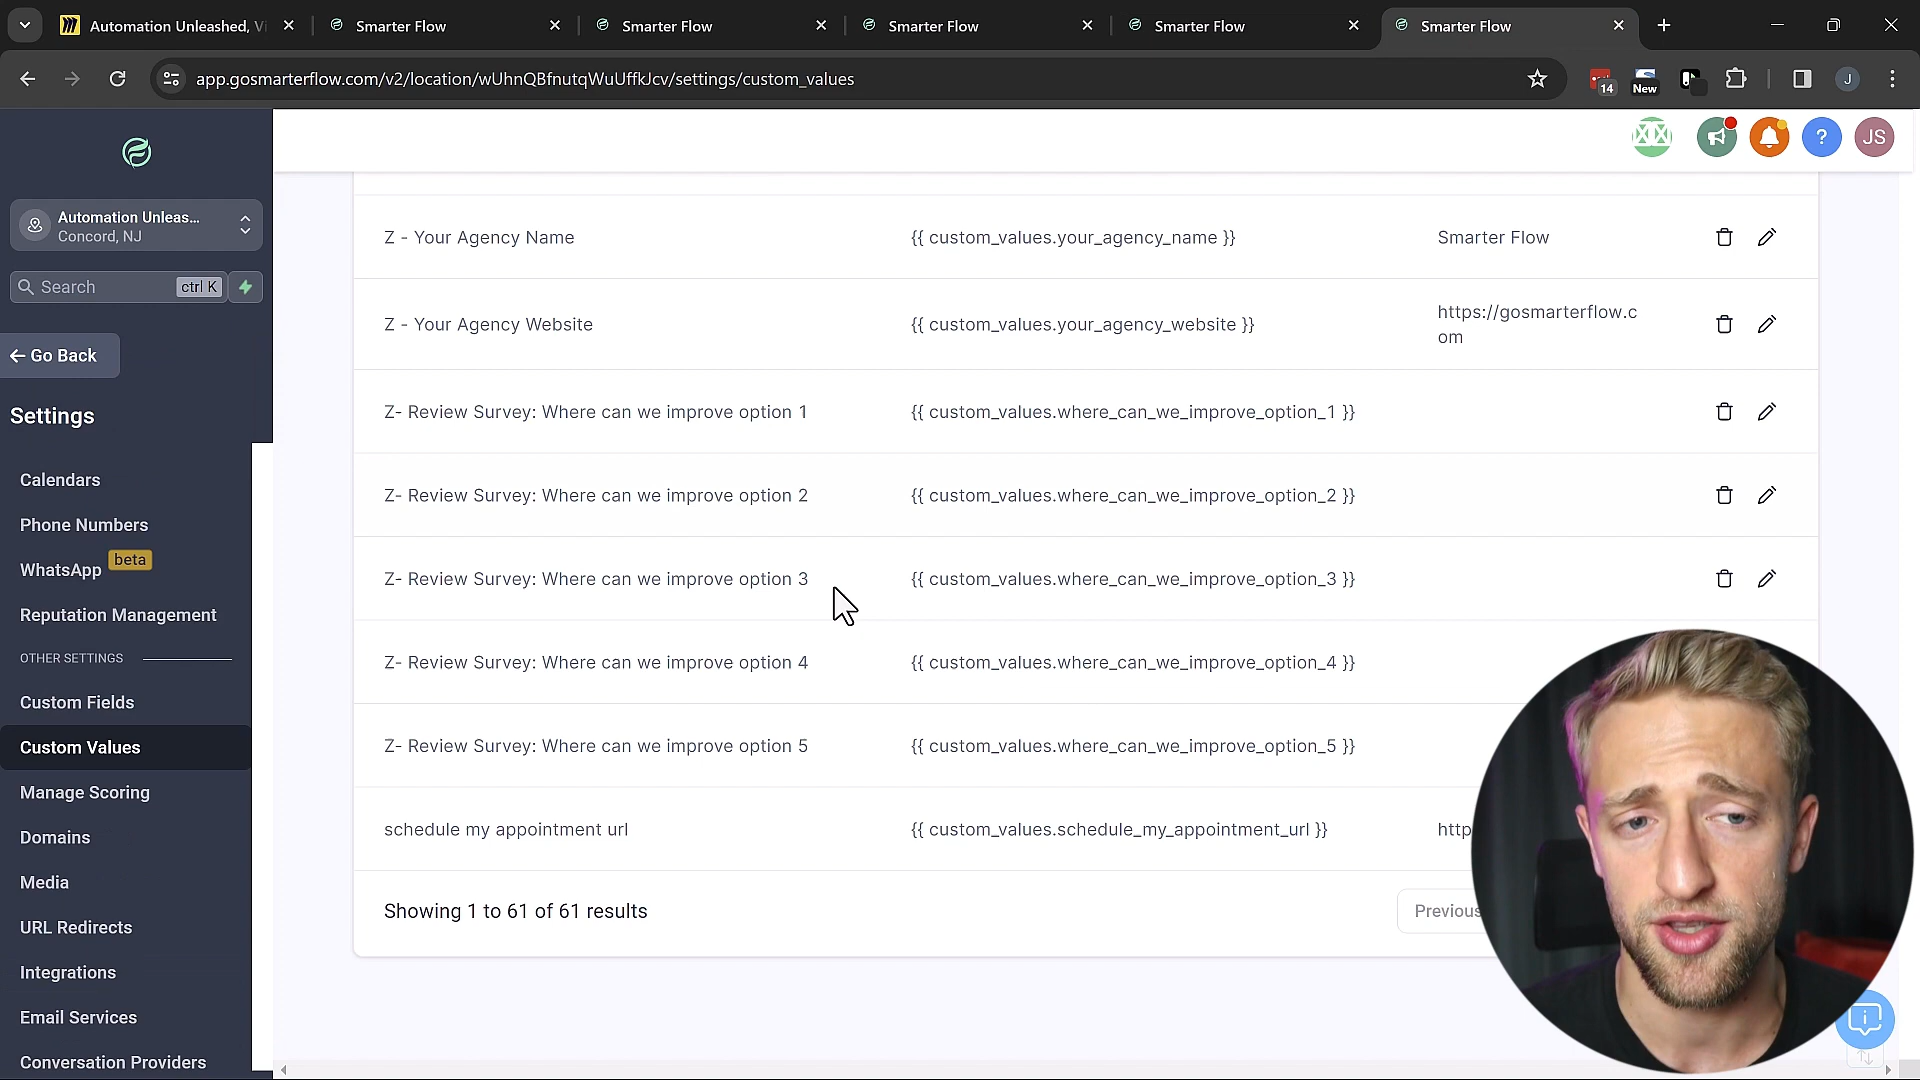 Automation Unleashed, Vi
Smarter Flow
Smarter Flow
Smarter Flow
Smarter Flow
Smarter Flow
app.gosmarterflow.com/v2/location/wUhnQBfnutqWuUffkJcv/settings/custom_values
14
New
J
? JS
Automation Unleas...
Concord, NJ
Search ctrl K
Go Back
Settings
Calendars
Phone Numbers
WhatsApp beta
Reputation Management
OTHER SETTINGS
Custom Fields
Custom Values
Manage Scoring
Domains
Media
URL Redirects
Integrations
Email Services
Conversation Providers
Z - Your Agency Name {{ custom_values.your_agency_name }} Smarter Flow
Z - Your Agency Website {{ custom_values.your_agency_website }} https://gosmarterflow.c
om
Z- Review Survey: Where can we improve option 1 {{ custom_values.where_can_we_improve_option_1 }}
Z- Review Survey: Where can we improve option 2 {{ custom_values.where_can_we_improve_option_2 }}
Z- Review Survey: Where can we improve option 3 {{ custom_values.where_can_we_improve_option_3 }}
Z- Review Survey: Where can we improve option 4 {{ custom_values.where_can_we_improve_option_4 }}
Z- Review Survey: Where can we improve option 5 {{ custom_values.where_can_we_improve_option_5 }}
schedule my appointment url {{ custom_values.schedule_my_appointment_url }} http
Showing 1 to 61 of 61 results
Previous